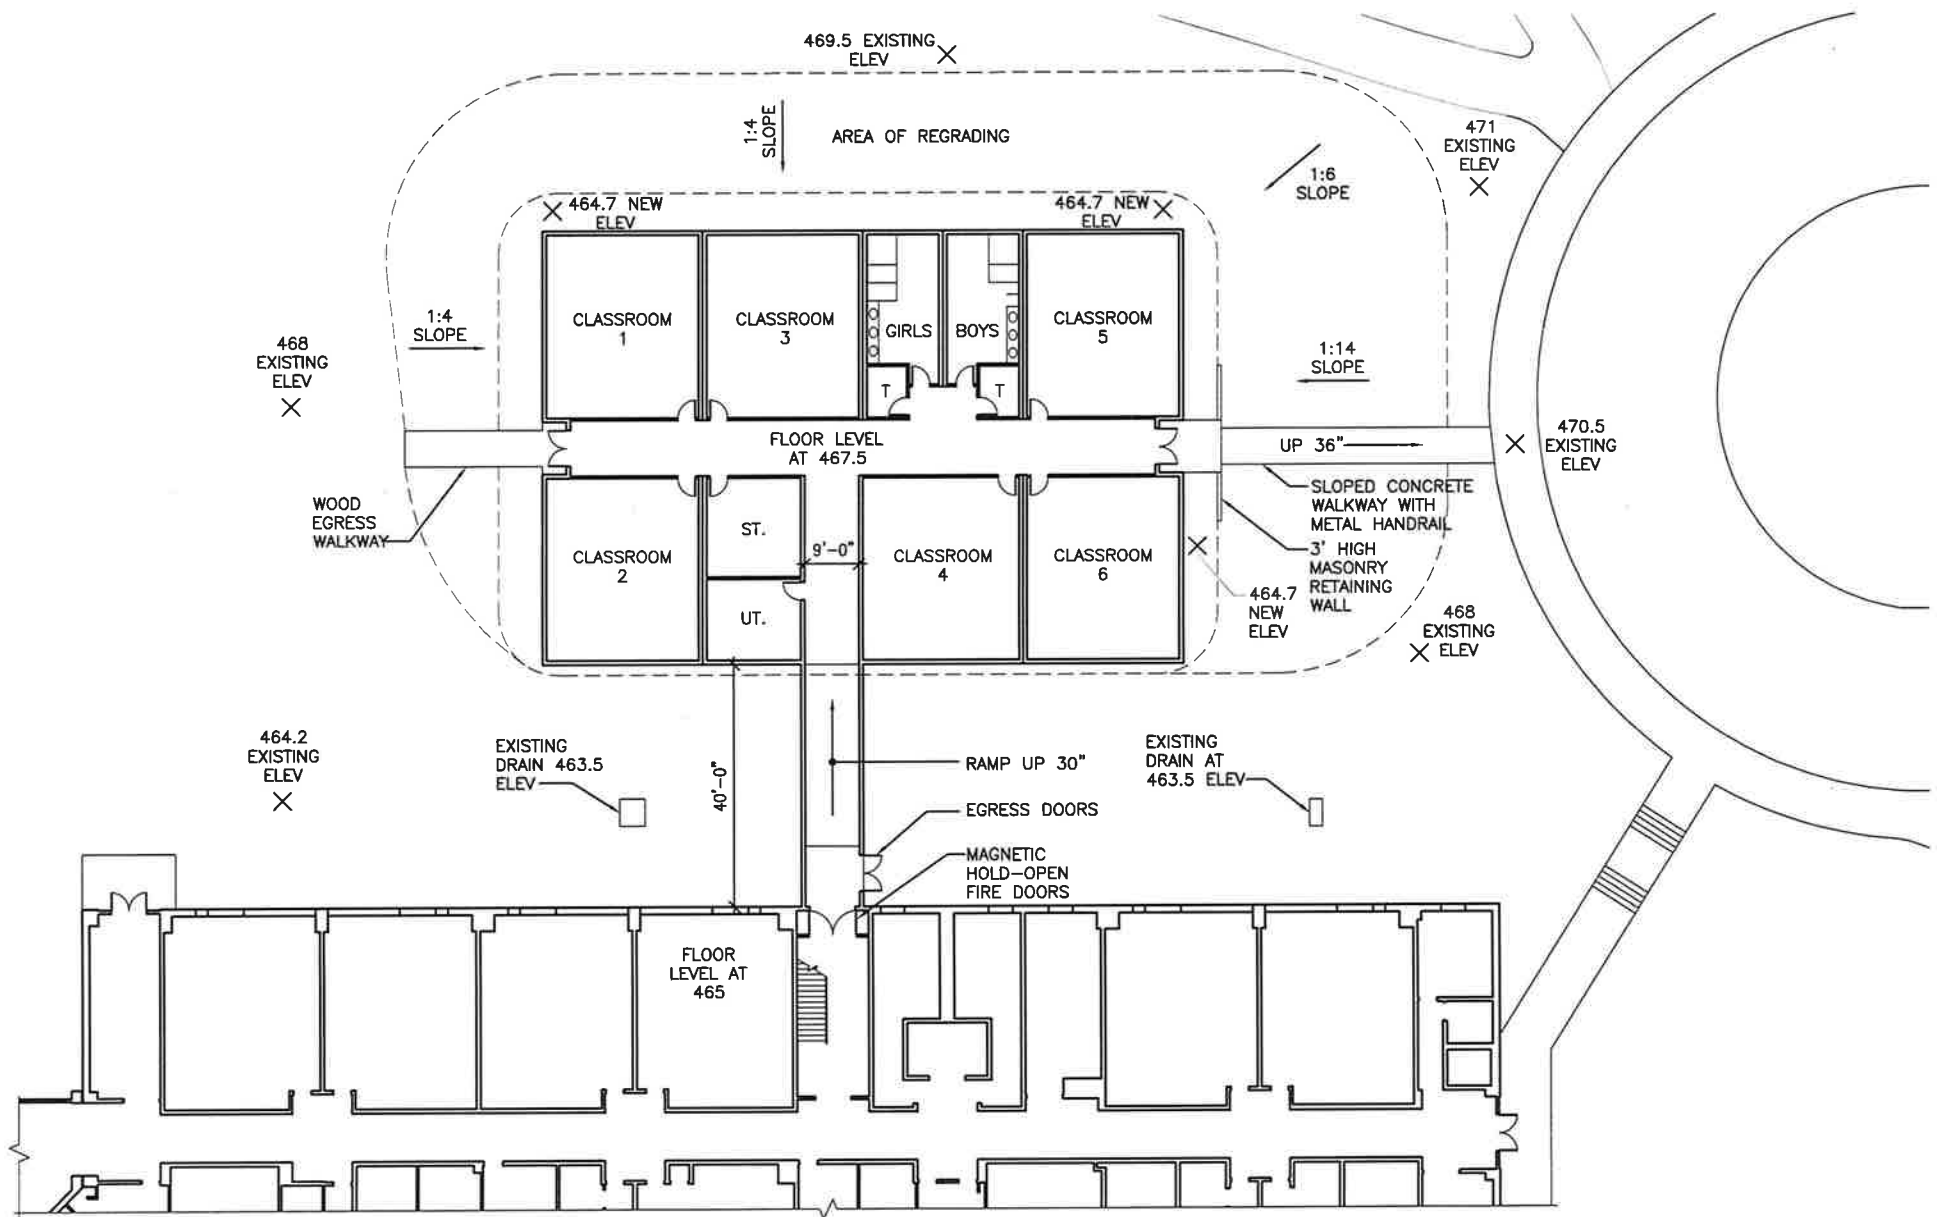 469.5 EXISTING
ELEV
1:4
SLOPE
AREA OF REGRADING
471
EXISTING
ELEV
1:6
SLOPE
464.7 NEW
ELEV
464.7 NEW
ELEV
CLASSROOM
1
CLASSROOM
3
GIRLS
BOYS
CLASSROOM
5
1:4
SLOPE
468
EXISTING
ELEV
1:14
SLOPE
T
T
FLOOR LEVEL
AT 467.5
UP 36"
470.5
EXISTING
ELEV
WOOD
EGRESS
WALKWAY
SLOPED CONCRETE
WALKWAY WITH
METAL HANDRAIL
ST.
9'-0"
CLASSROOM
2
CLASSROOM
4
CLASSROOM
6
3' HIGH
MASONRY
RETAINING
WALL
UT.
464.7
NEW
ELEV
468
EXISTING
ELEV
464.2
EXISTING
ELEV
EXISTING
DRAIN 463.5
ELEV
40'-0"
RAMP UP 30"
EXISTING
DRAIN AT
463.5 ELEV
EGRESS DOORS
MAGNETIC
HOLD-OPEN
FIRE DOORS
FLOOR
LEVEL AT
465